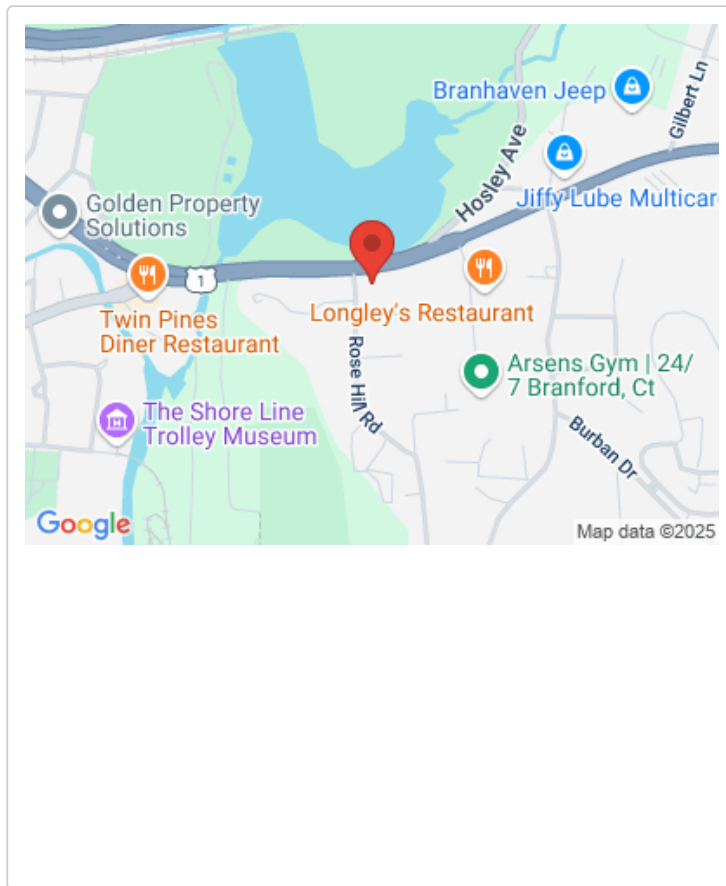 Branhaven Jeep
Gilbert Ln
Hosley Ave
Jiffy Lube Multicar
Golden Property
Solutions
1
Twin Pines
Diner Restaurant
Longley's Restaurant
Rose Hill Rd
Arsens Gym | 24/
7 Branford, Ct
The Shore Line
Trolley Museum
Burban Dr
Google
Map data ©2025